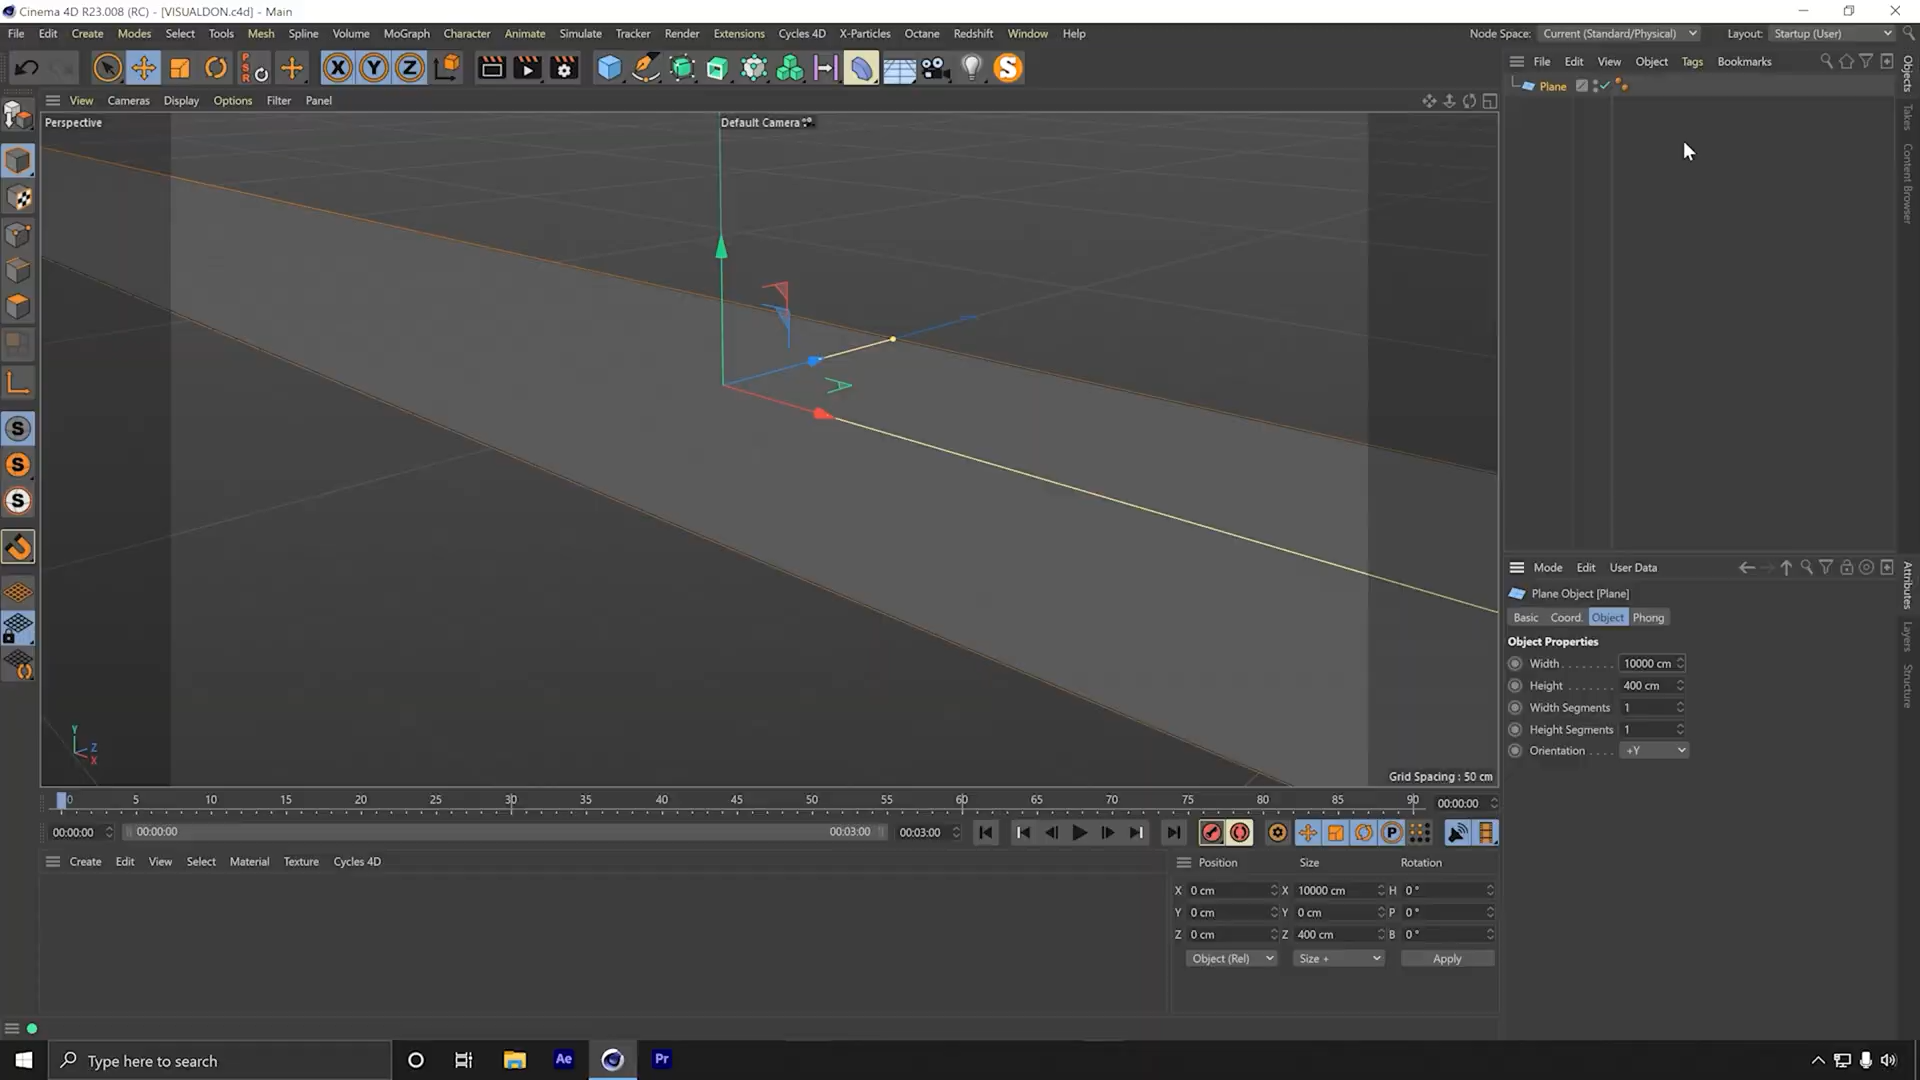 Cinema 4D R23.008 (RC) - [VISUALDON.c4d] - Main
File Edit Create Modes Select Tools Mesh Spline Volume MoGraph Character Animate Simulate Tracker Render Extensions Cycles 4D X-Particles Octane Redshift Window Help
Node Space: Current (Standard/Physical) Layout: Startup (User)
X Y Z
View Cameras Display Options Filter Panel
Perspective
Default Camera
Grid Spacing : 50 cm
Y
Z
X
File Edit View Object Tags Bookmarks
Plane
Objects
Takes
Content Browser
Mode Edit User Data
Plane Object [Plane]
Basic Coord. Object Phong
Object Properties
Width . . . . . . . 10000 cm
Height . . . . . . . 400 cm
Width Segments 1
Height Segments 1
Orientation . . . . +Y
Attributes
Layers
Structure
0 5 10 15 20 25 30 35 40 45 50 55 60 65 70 75 80 85 90 00:00:00
00:00:00 00:00:00 00:03:00 00:03:00
Create Edit View Select Material Texture Cycles 4D
Position Size Rotation
X 0 cm X 10000 cm H 0 °
Y 0 cm Y 0 cm P 0 °
Z 0 cm Z 400 cm B 0 °
Object (Rel) Size + Apply
Type here to search
Ae
Pr